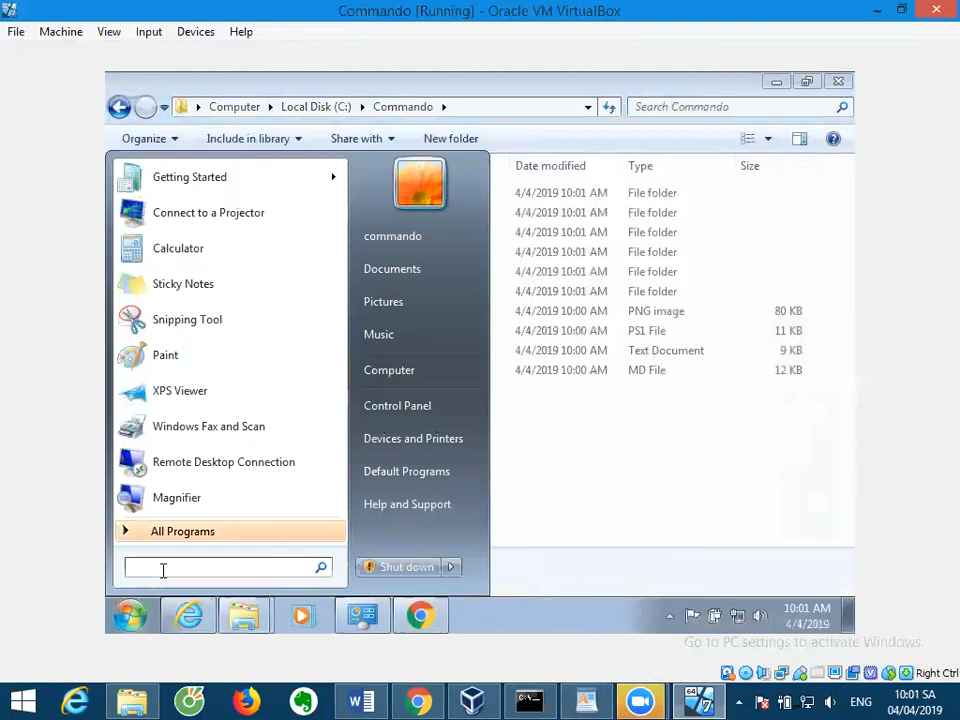 Commando [Running] - Oracle VM VirtualBox
File Machine View Input Devices Help
Computer Local Disk (C:) Commando Search Commando
Organize Include in library Share with New folder
Date modified Type Size
4/4/2019 10:01 AM File folder
4/4/2019 10:01 AM File folder
4/4/2019 10:01 AM File folder
4/4/2019 10:01 AM File folder
4/4/2019 10:01 AM File folder
4/4/2019 10:01 AM File folder
4/4/2019 10:00 AM PNG image 80 KB
4/4/2019 10:00 AM PS1 File 11 KB
4/4/2019 10:00 AM Text Document 9 KB
4/4/2019 10:00 AM MD File 12 KB
Getting Started
Connect to a Projector
Calculator
Sticky Notes
Snipping Tool
Paint
XPS Viewer
Windows Fax and Scan
Remote Desktop Connection
Magnifier
All Programs
commando
Documents
Pictures
Music
Computer
Control Panel
Devices and Printers
Default Programs
Help and Support
Shut down
10:01 AM
4/4/2019
Go to PC settings to activate Windows.
Right Ctrl
64
7
ENG
10:01 SA
04/04/2019